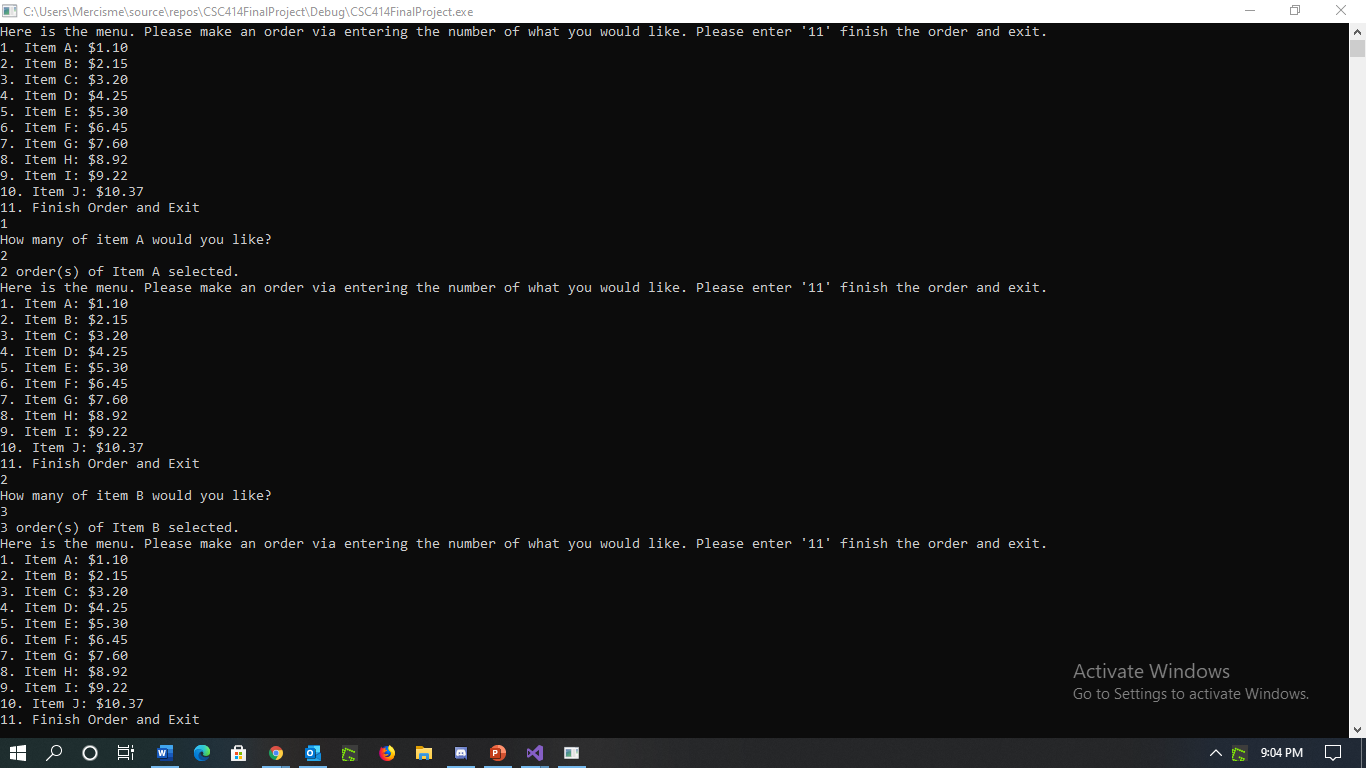 C:\Users\Mercisme\source\repos\CSC414FinalProject\Debug\CSC414FinalProject.exe
Here is the menu. Please make an order via entering the number of what you would like. Please enter '11' finish the order and exit.
1. Item A: $1.10
2. Item B: $2.15
3. Item C: $3.20
4. Item D: $4.25
5. Item E: $5.30
6. Item F: $6.45
7. Item G: $7.60
8. Item H: $8.92
9. Item I: $9.22
10. Item J: $10.37
11. Finish Order and Exit
1
How many of item A would you like?
2
2 order(s) of Item A selected.
Here is the menu. Please make an order via entering the number of what you would like. Please enter '11' finish the order and exit.
1. Item A: $1.10
2. Item B: $2.15
3. Item C: $3.20
4. Item D: $4.25
5. Item E: $5.30
6. Item F: $6.45
7. Item G: $7.60
8. Item H: $8.92
9. Item I: $9.22
10. Item J: $10.37
11. Finish Order and Exit
2
How many of item B would you like?
3
3 order(s) of Item B selected.
Here is the menu. Please make an order via entering the number of what you would like. Please enter '11' finish the order and exit.
1. Item A: $1.10
2. Item B: $2.15
3. Item C: $3.20
4. Item D: $4.25
5. Item E: $5.30
6. Item F: $6.45
7. Item G: $7.60
8. Item H: $8.92
9. Item I: $9.22
10. Item J: $10.37
11. Finish Order and Exit
Activate Windows
Go to Settings to activate Windows.
9:04 PM